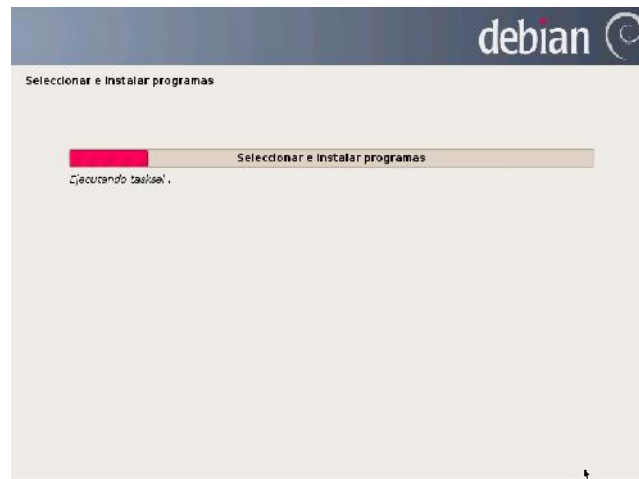 debian
Seleccionar e instalar programas
Seleccionar e instalar programas
Ejecutando tasksel .